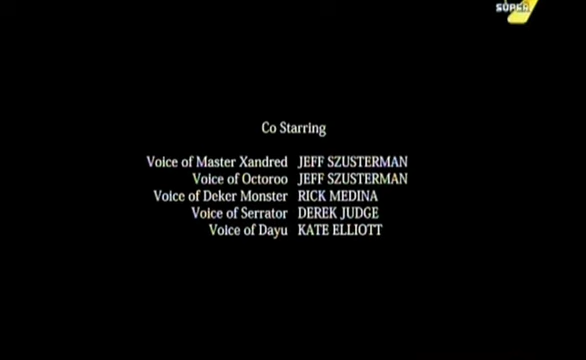 SUPER
Co Starring
Voice of Master Xandred JEFF SZUSTERMAN
Voice of Octoroo JEFF SZUSTERMAN
Voice of Deker Monster RICK MEDINA
Voice of Serrator DEREK JUDGE
Voice of Dayu KATE ELLIOTT